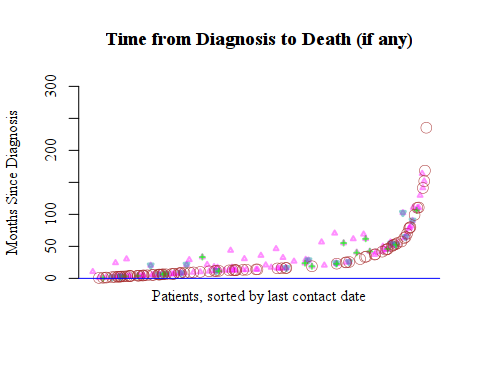 Time from Diagnosis to Death (if any)
300
200
100
50
0
Months Since Diagnosis
Patients, sorted by last contact date